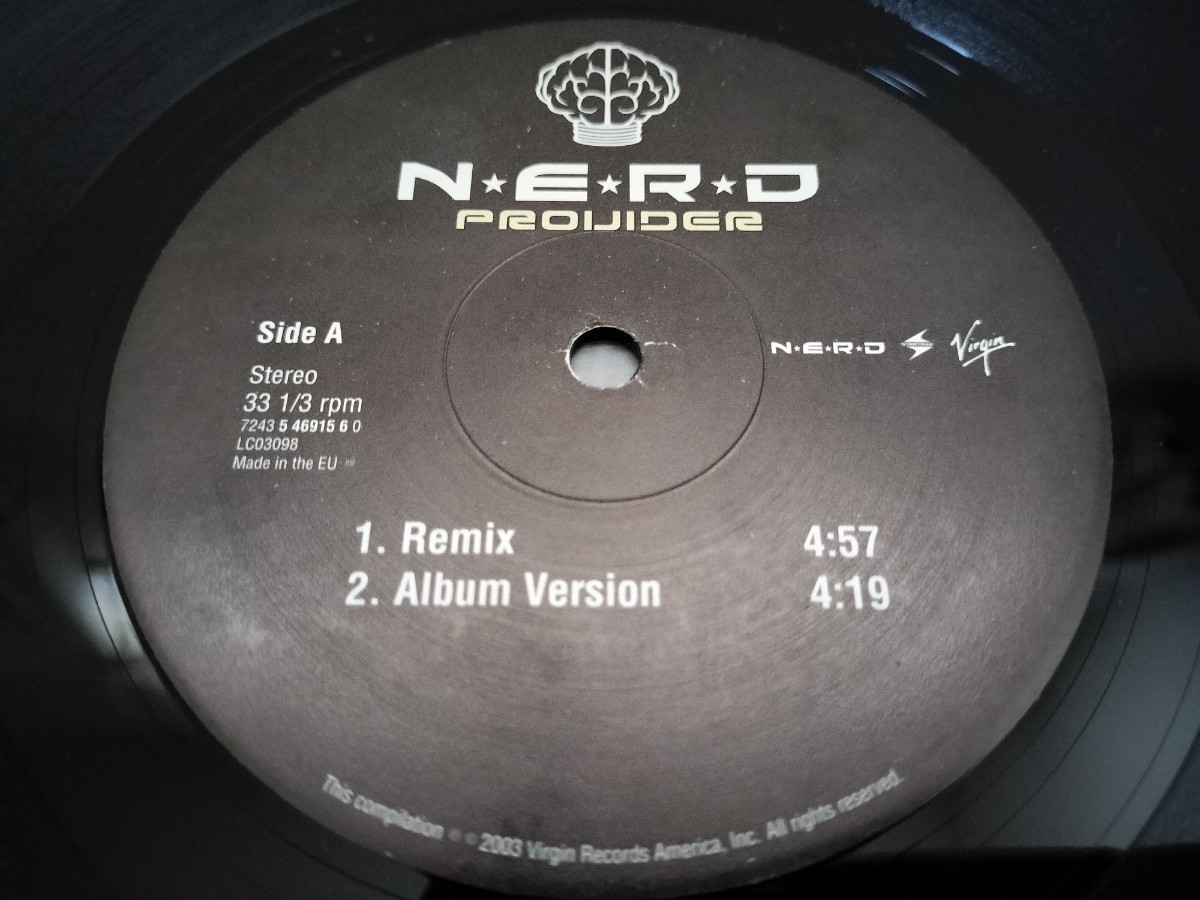 N★E★R★D
PROVIDER
Side A
Stereo
33 1/3 rpm
7243 5 46915 6 0
LC03098
Made in the EU
N★E★R★D Virgin
1. Remix 4:57
2. Album Version 4:19
This compilation ℗ © 2003 Virgin Records America, Inc. All rights reserved.